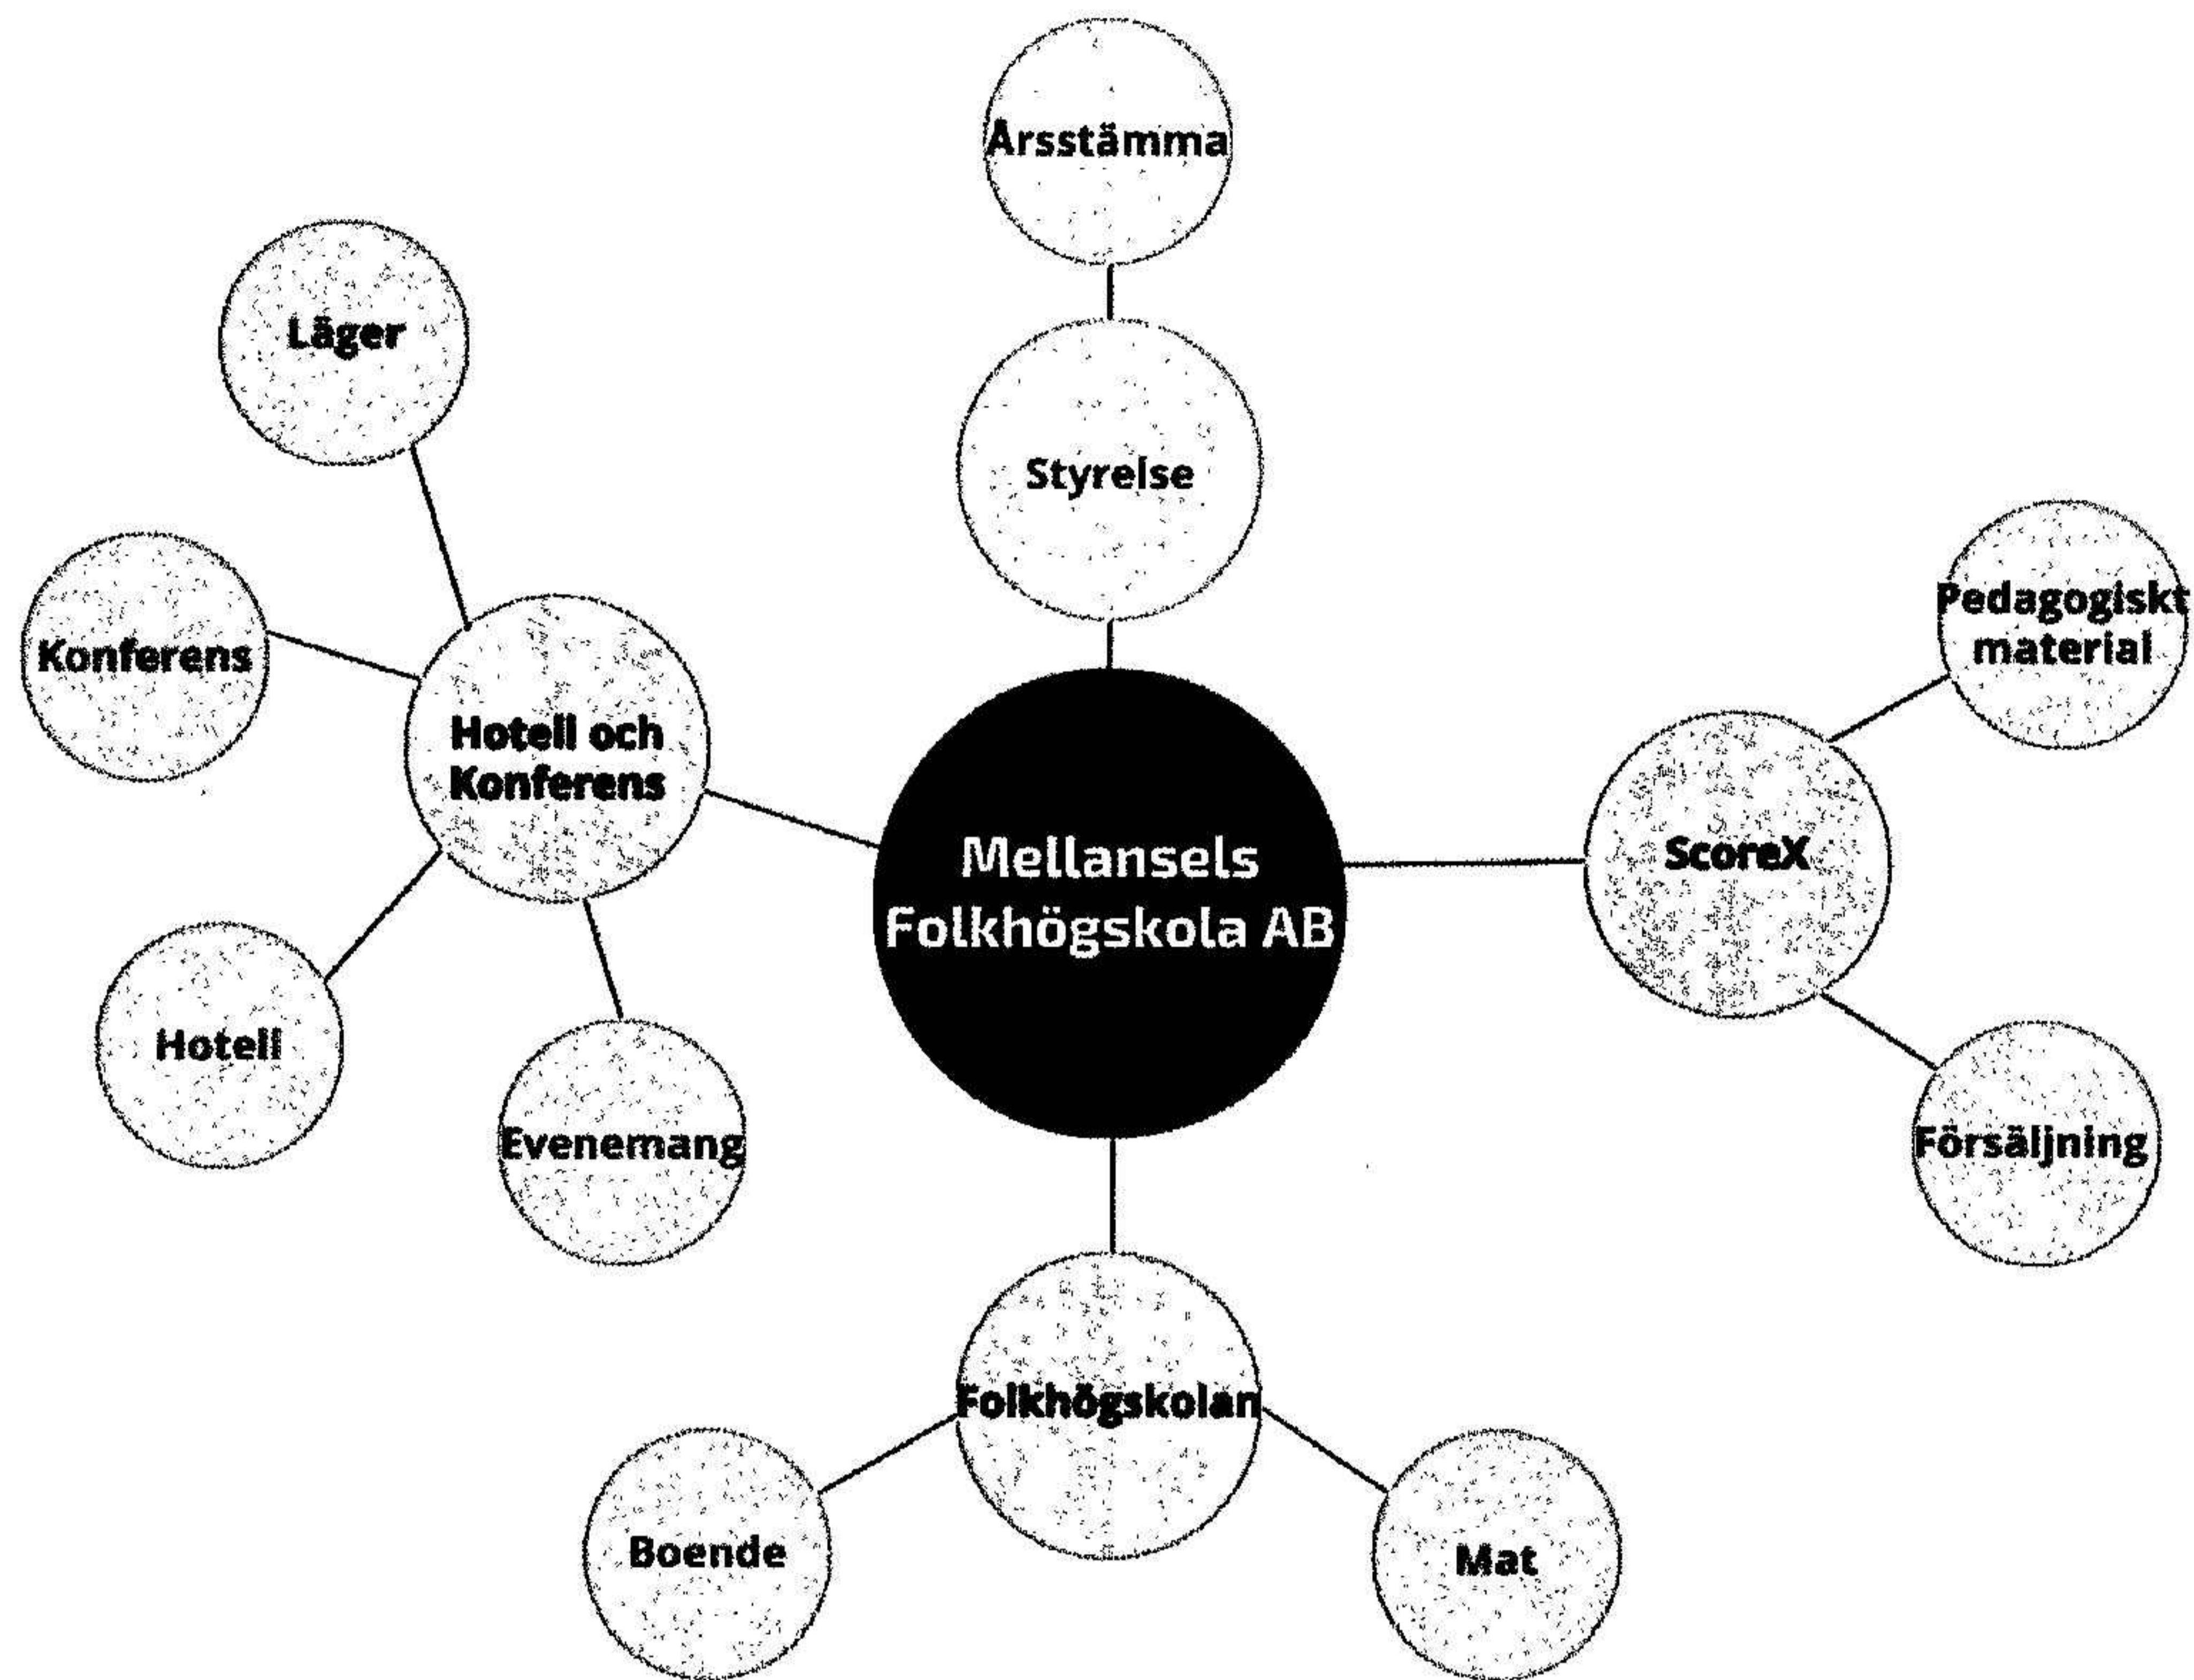 Årsstämma
Läger
Styrelse
Pedagogiskt
material
Konferens
Hotell och
Konferens
ScoreX
Mellansels
Folkhögskola AB
Hotell
Evenemang
Försäljning
Folkhögskolan
Boende
Mat